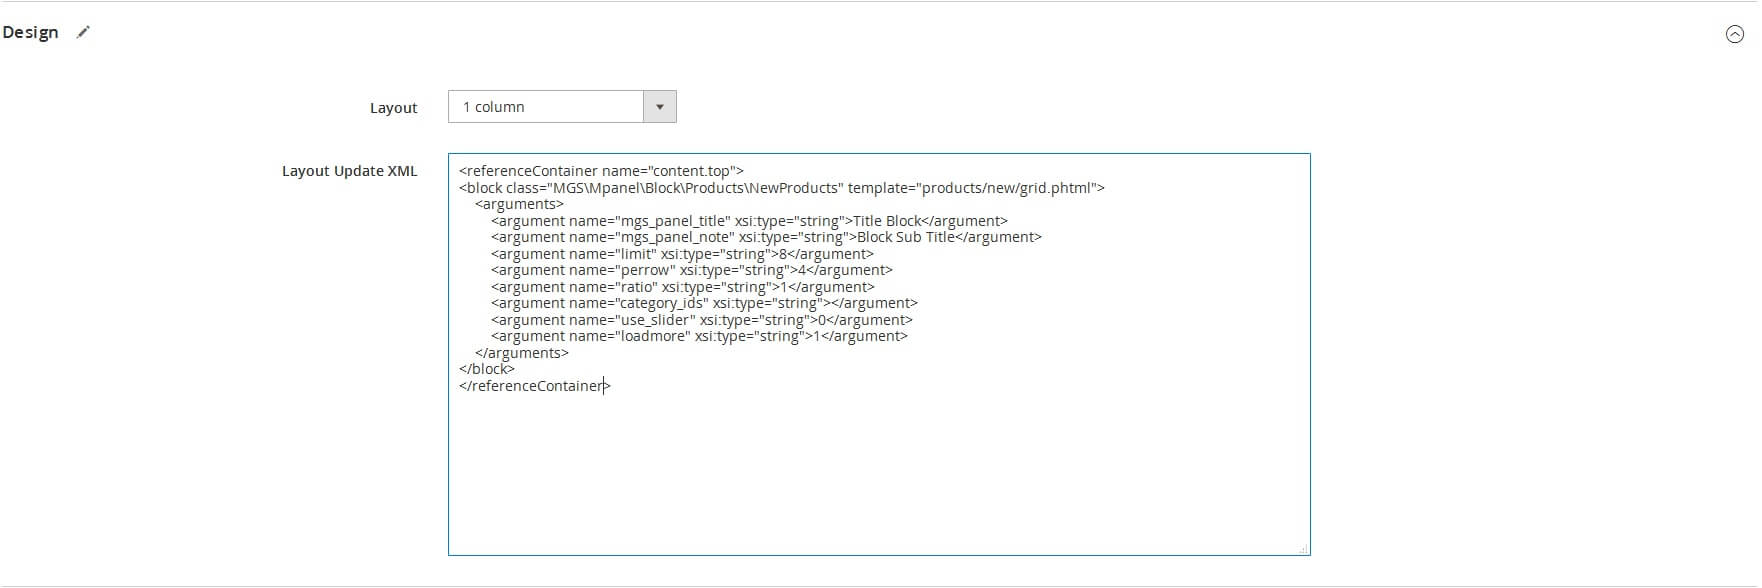 Design
Layout
1 column
Layout Update XML
<referenceContainer name="content.top">
<block class="MGS\Mpanel\Block\Products\NewProducts" template="products/new/grid.phtml">
<arguments>
<argument name="mgs_panel_title" xsi:type="string">Title Block</argument>
<argument name="mgs_panel_note" xsi:type="string">Block Sub Title</argument>
<argument name="limit" xsi:type="string">8</argument>
<argument name="perrow" xsi:type="string">4</argument>
<argument name="ratio" xsi:type="string">1</argument>
<argument name="category_ids" xsi:type="string"></argument>
<argument name="use_slider" xsi:type="string">0</argument>
<argument name="loadmore" xsi:type="string">1</argument>
</arguments>
</block>
</referenceContainer>